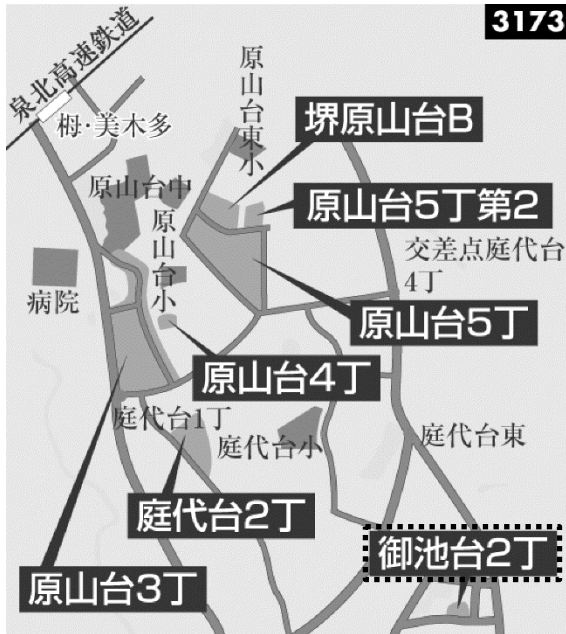 3173
泉北高速鉄道
栂・美木多
原山台東小
堺原山台B
原山台中
原山台小
原山台5丁第2
病院
交差点庭代台
4丁
原山台5丁
原山台4丁
庭代台1丁
庭代台小
庭代台東
庭代台2丁
御池台2丁
原山台3丁